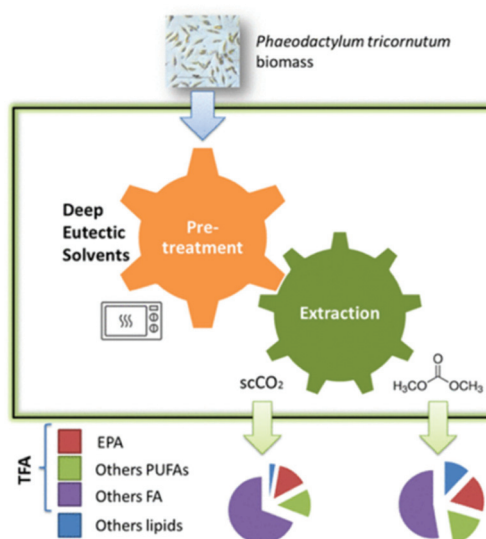 Phaeodactylum tricornutum
biomass
Deep
Eutectic
Solvents
Pre-
treatment
Extraction
scCO₂
O
H₃CO OCH₃
TFA
EPA
Others PUFAs
Others FA
Others lipids